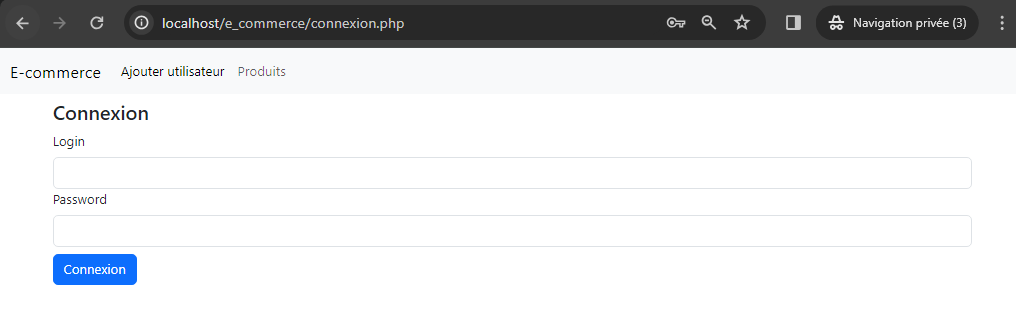 localhost/e_commerce/connexion.php Navigation privée (3)
E-commerce Ajouter utilisateur Produits
Connexion
Login
Password
Connexion